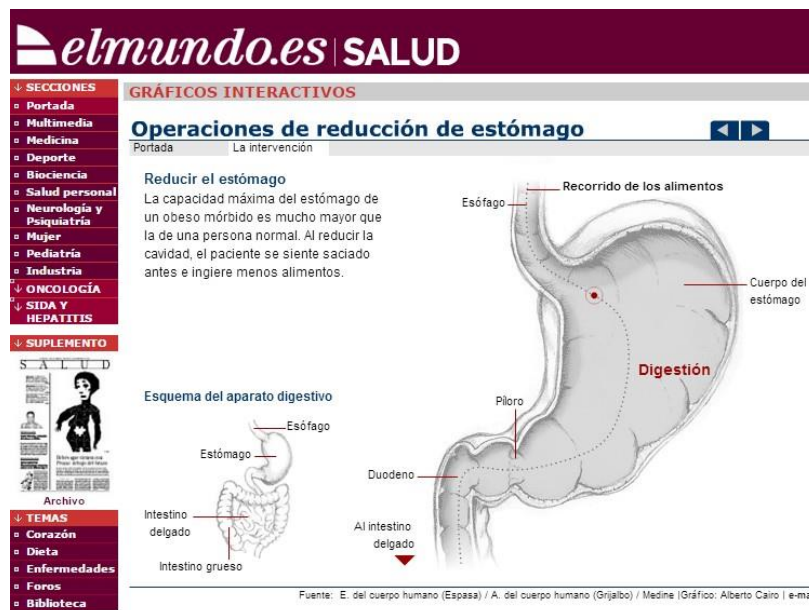 elmundo.es | SALUD
SECCIONES
Portada
Multimedia
Medicina
Deporte
Biociencia
Salud personal
Neurología y
Psiquiatría
Mujer
Pediatría
Industria
ONCOLOGÍA
SIDA Y
HEPATITIS
SUPLEMENTO
SALUD
Archivo
TEMAS
Corazón
Dieta
Enfermedades
Foros
Biblioteca
GRÁFICOS INTERACTIVOS
Operaciones de reducción de estómago
Portada
La intervención
Reducir el estómago
La capacidad máxima del estómago de
un obeso mórbido es mucho mayor que
la de una persona normal. Al reducir la
cavidad, el paciente se siente saciado
antes e ingiere menos alimentos.
Recorrido de los alimentos
Esófago
Cuerpo del
estómago
Digestión
Píloro
Duodeno
Al intestino
delgado
Esquema del aparato digestivo
Esófago
Estómago
Intestino
delgado
Intestino grueso
Fuente: E. del cuerpo humano (Espasa) / A. del cuerpo humano (Grijalbo) / Medine |Gráfico: Alberto Cairo |